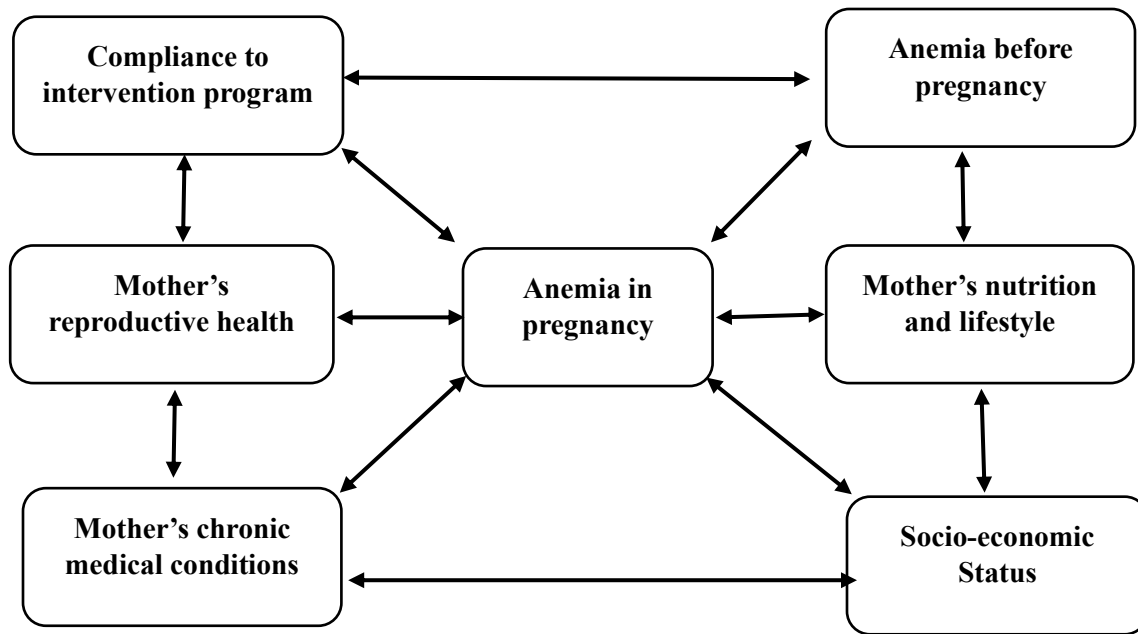 Compliance to
intervention program
Anemia before
pregnancy
Mother’s
reproductive health
Anemia in
pregnancy
Mother’s nutrition
and lifestyle
Mother’s chronic
medical conditions
Socio-economic
Status